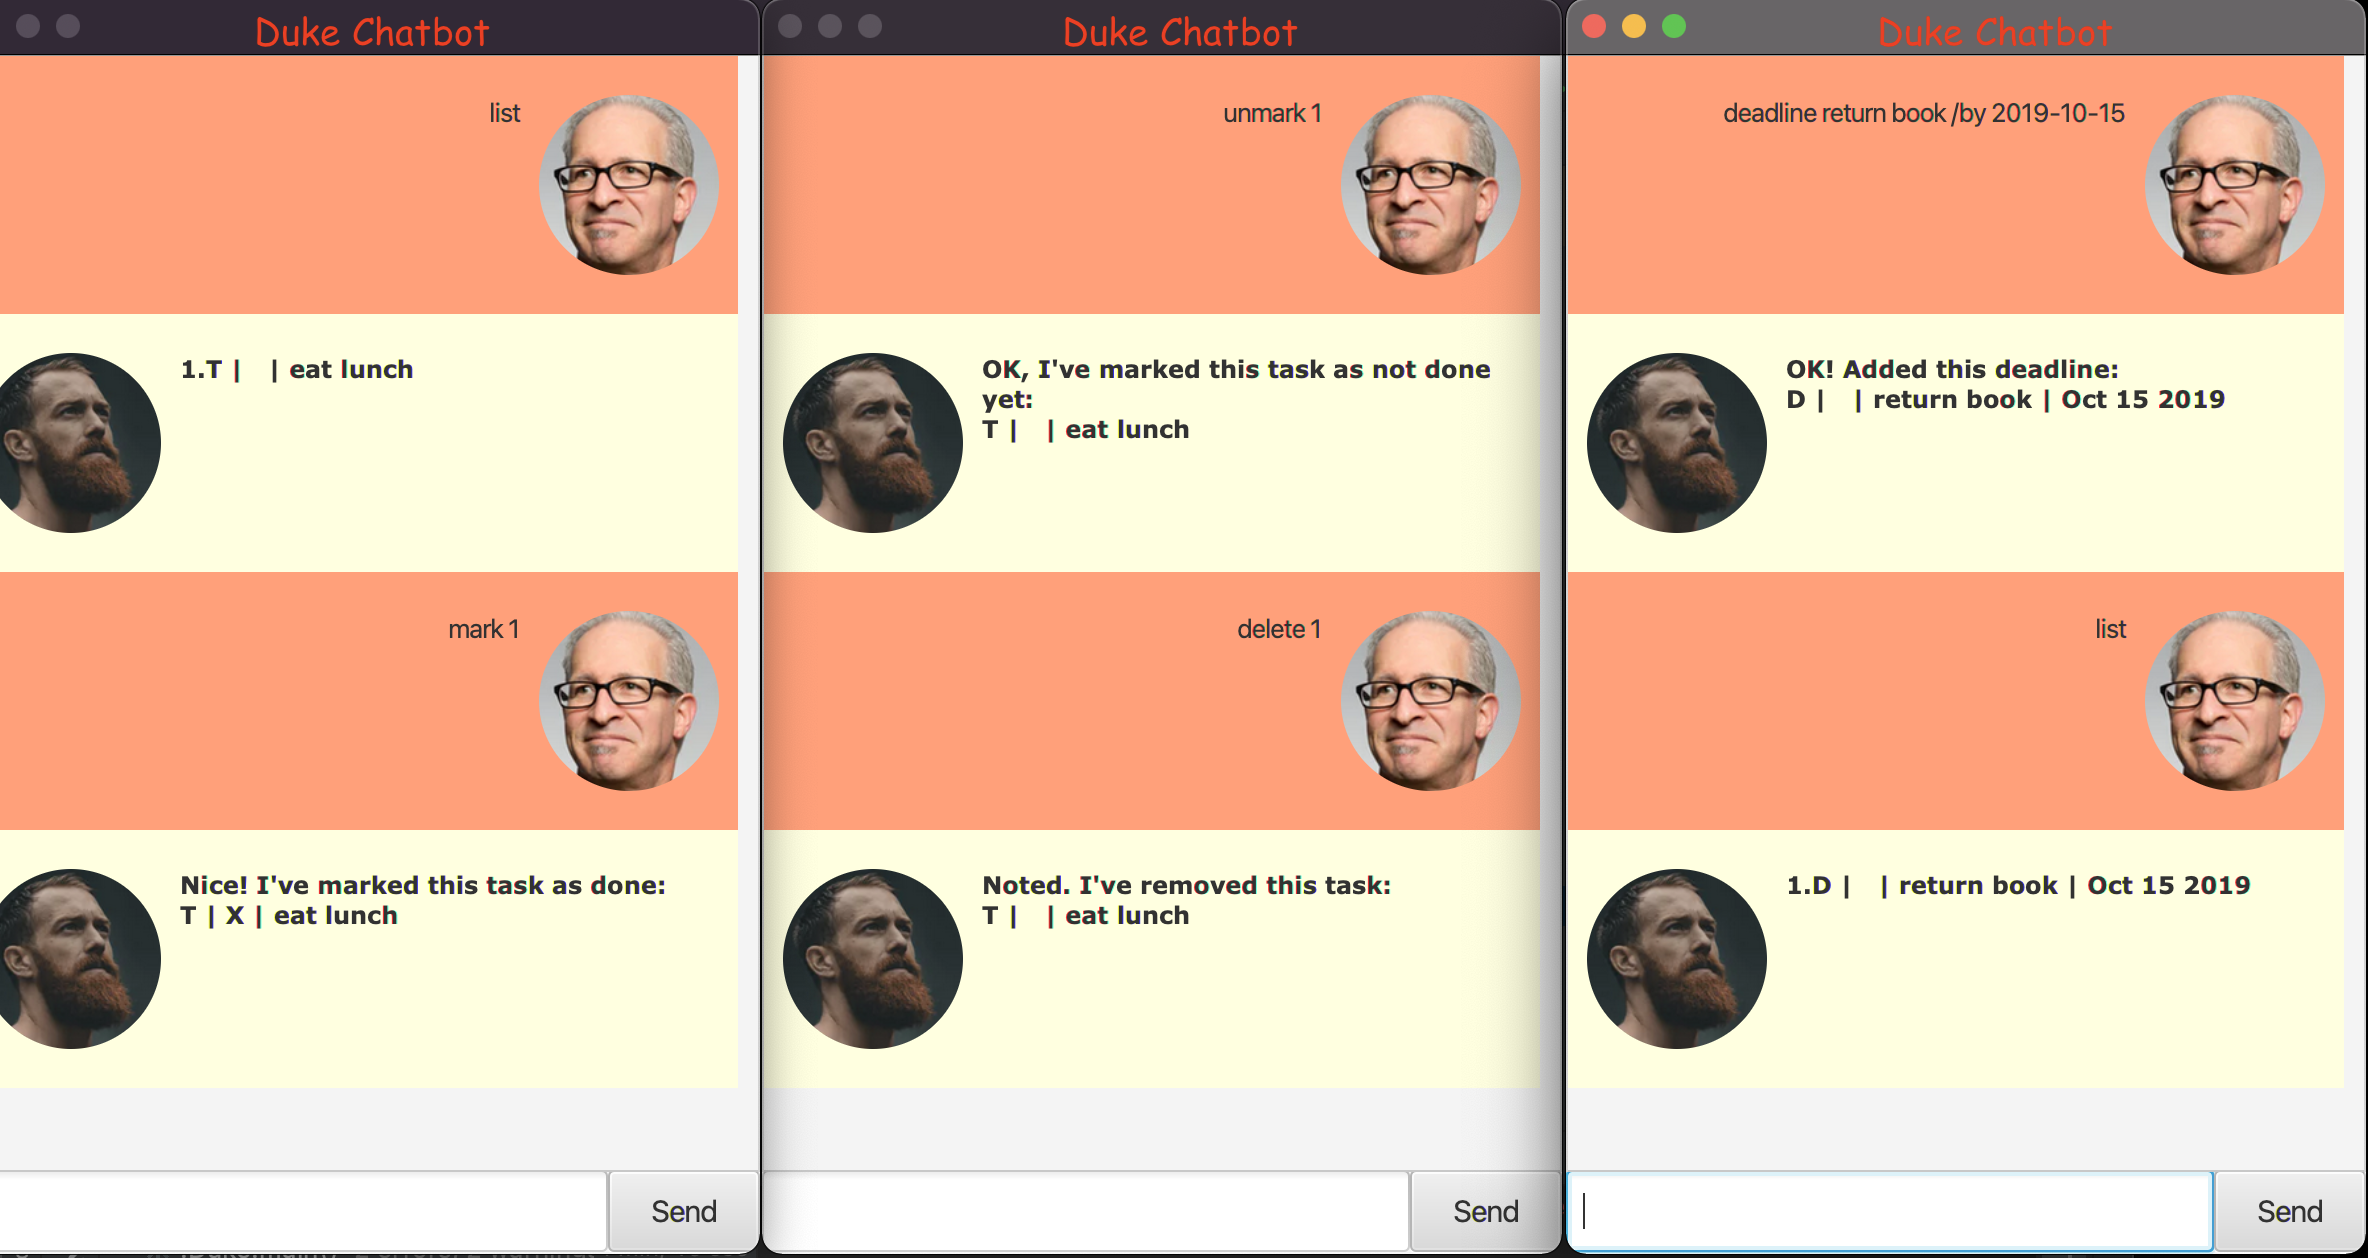 Duke Chatbot
list
1.T |   | eat lunch
mark 1
Nice! I've marked this task as done:
T | X | eat lunch
Send
Duke Chatbot
unmark 1
OK, I've marked this task as not done
yet:
T |   | eat lunch
delete 1
Noted. I've removed this task:
T |   | eat lunch
Send
Duke Chatbot
deadline return book /by 2019-10-15
OK! Added this deadline:
D |   | return book | Oct 15 2019
list
1.D |   | return book | Oct 15 2019
Send